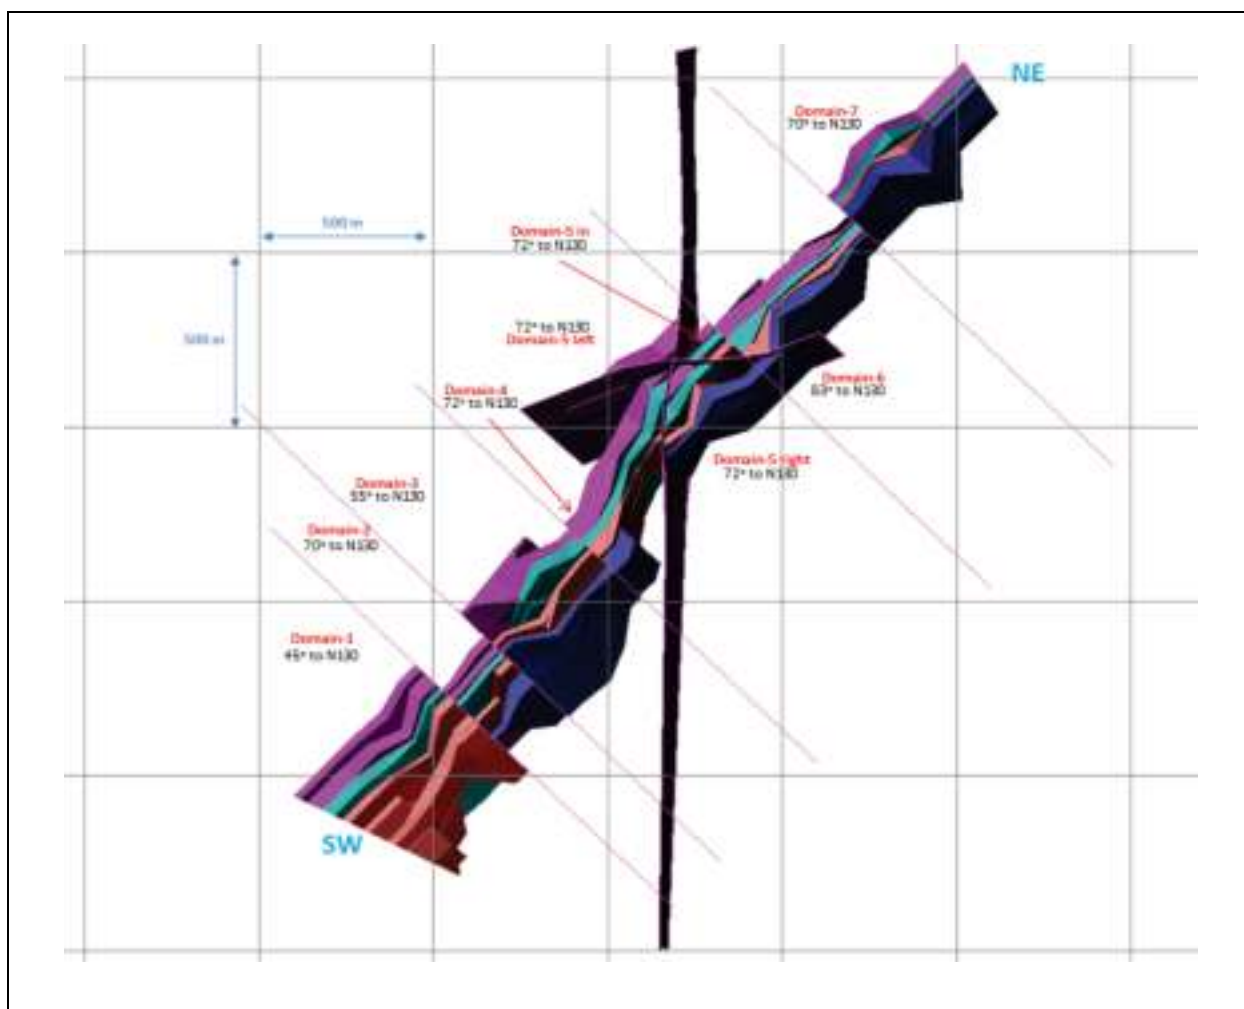 NE
Domain-7
70° to N130
500 m
Domain-5 in
72° to N130
72° to N130
Domain-5 left
500 m
Domain-6
83° to N130
Domain-4
72° to N130
Domain-5 right
72° to N130
Domain-3
55° to N130
Domain-2
70° to N130
Domain-1
to N130
SW